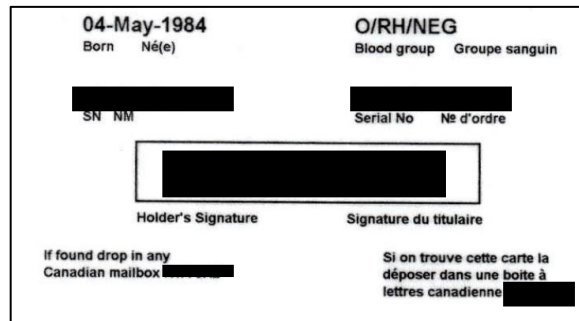 04-May-1984
Born Né(e)
O/RH/NEG
Blood group Groupe sanguin
SN NM
Serial No № d'ordre
Holder's Signature
Signature du titulaire
If found drop in any
Canadian mailbox
Si on trouve cette carte la
déposer dans une boite à
lettres canadienne